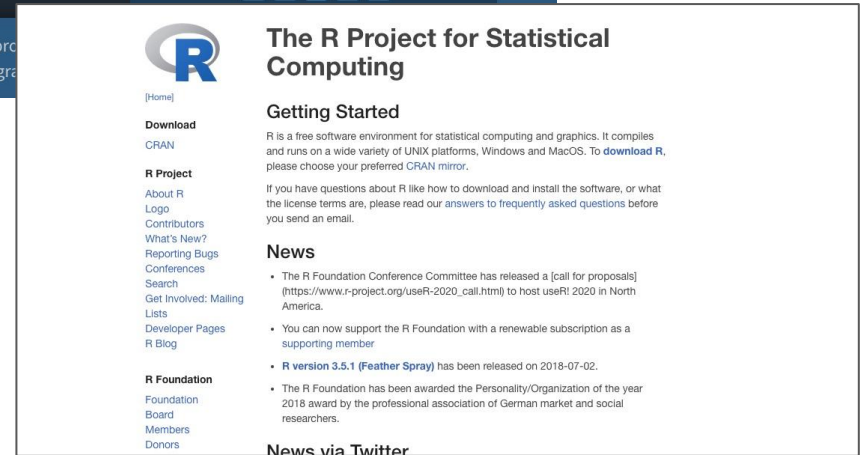 R
The R Project for Statistical
Computing
[Home]
Download
CRAN
R Project
About R
Logo
Contributors
What's New?
Reporting Bugs
Conferences
Search
Get Involved: Mailing
Lists
Developer Pages
R Blog
R Foundation
Foundation
Board
Members
Donors
Getting Started
R is a free software environment for statistical computing and graphics. It compiles
and runs on a wide variety of UNIX platforms, Windows and MacOS. To download R,
please choose your preferred CRAN mirror.
If you have questions about R like how to download and install the software, or what
the license terms are, please read our answers to frequently asked questions before
you send an email.
News
• The R Foundation Conference Committee has released a [call for proposals]
(https://www.r-project.org/useR-2020_call.html) to host useR! 2020 in North
America.
• You can now support the R Foundation with a renewable subscription as a
supporting member
• R version 3.5.1 (Feather Spray) has been released on 2018-07-02.
• The R Foundation has been awarded the Personality/Organization of the year
2018 award by the professional association of German market and social
researchers.
News via Twitter